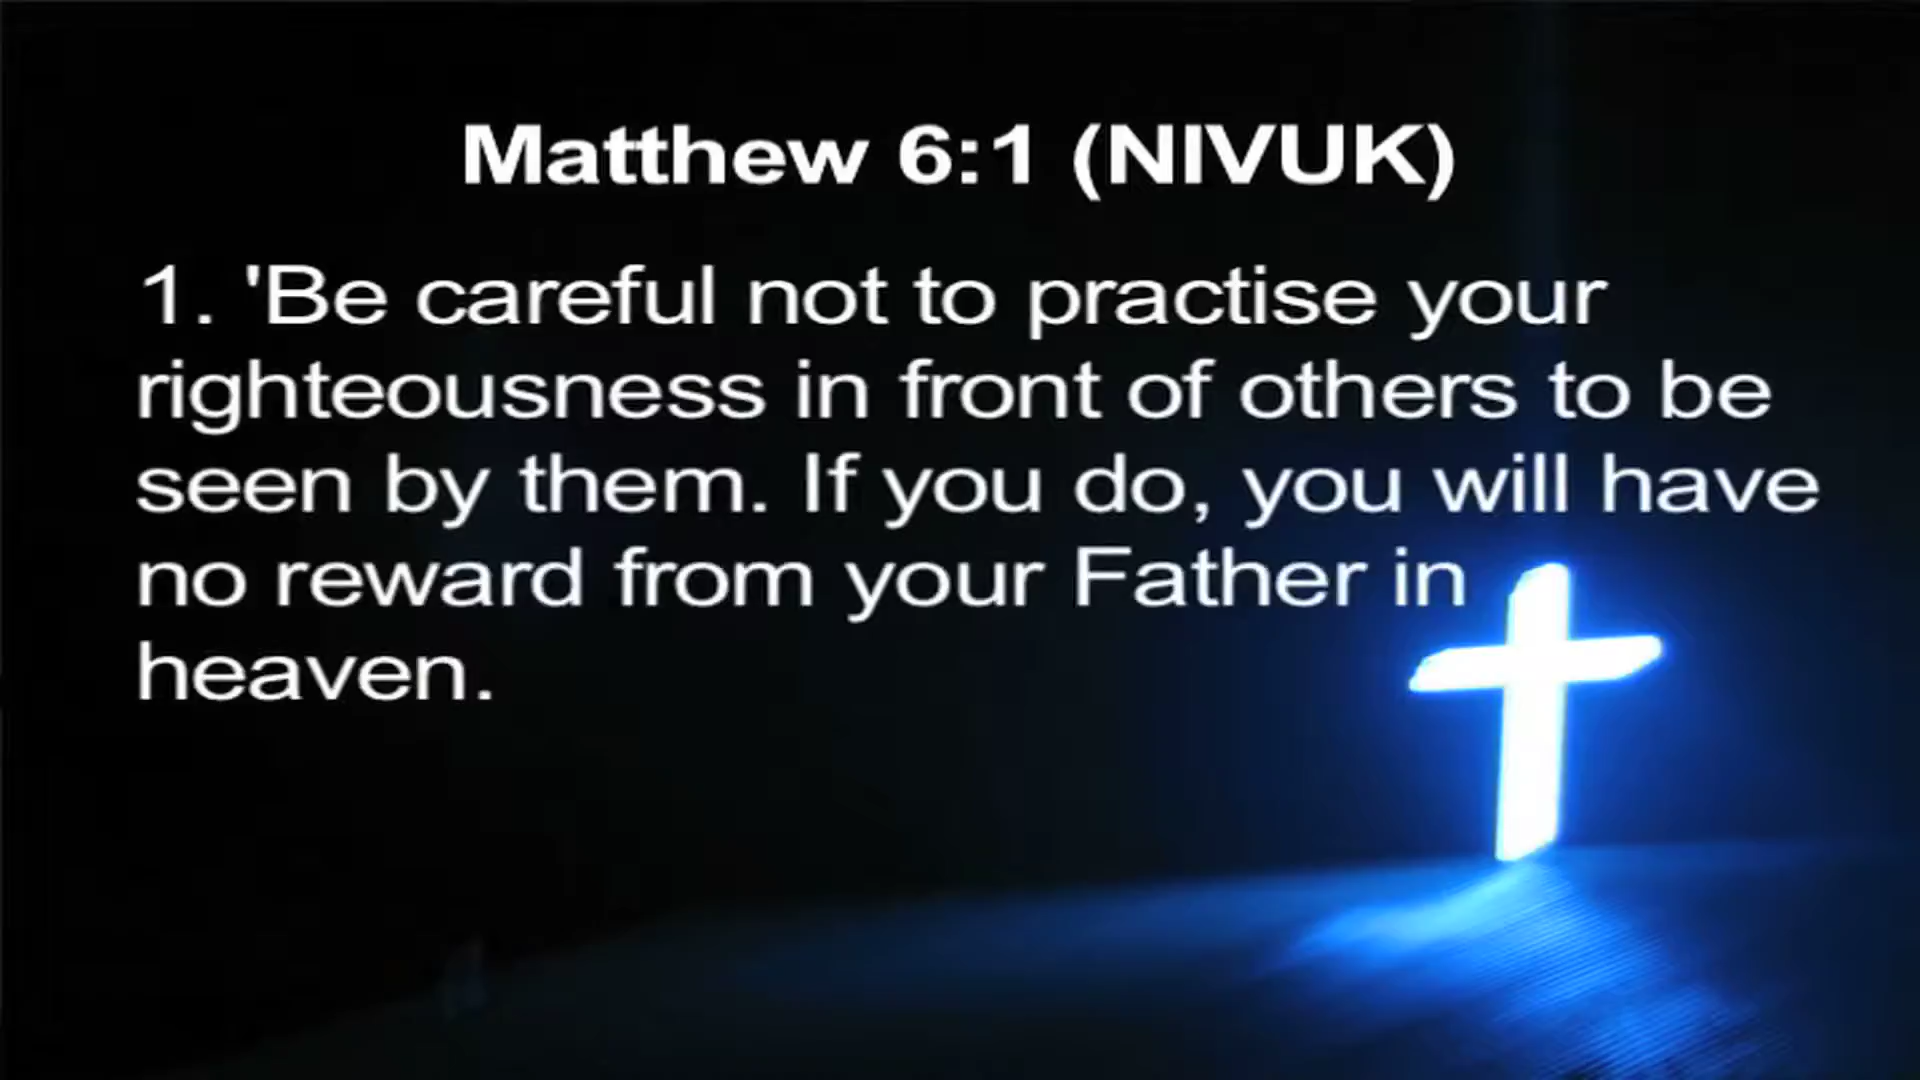 Matthew 6:1 (NIVUK)
1. 'Be careful not to practise your
righteousness in front of others to be
seen by them. If you do, you will have
no reward from your Father in
heaven.